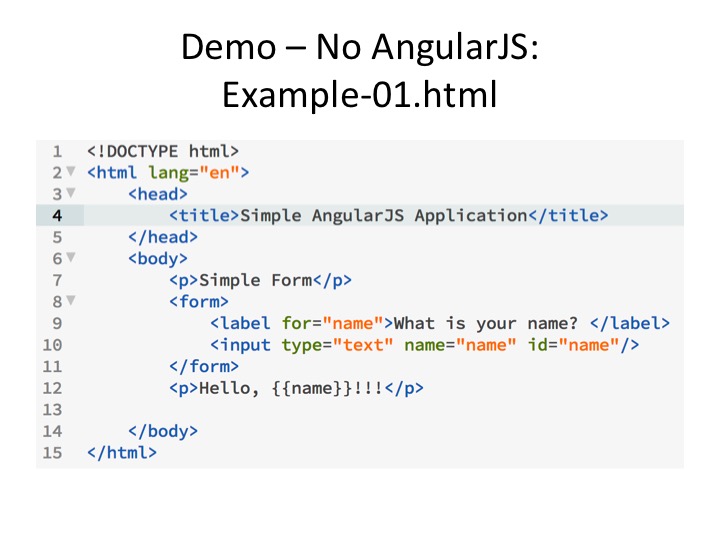 Demo – No AngularJS:
Example-01.html
1 <!DOCTYPE html>
2 <html lang="en">
3     <head>
4         <title>Simple AngularJS Application</title>
5     </head>
6     <body>
7         <p>Simple Form</p>
8         <form>
9             <label for="name">What is your name? </label>
10             <input type="text" name="name" id="name"/>
11         </form>
12         <p>Hello, {{name}}!!!</p>
13
14     </body>
15 </html>